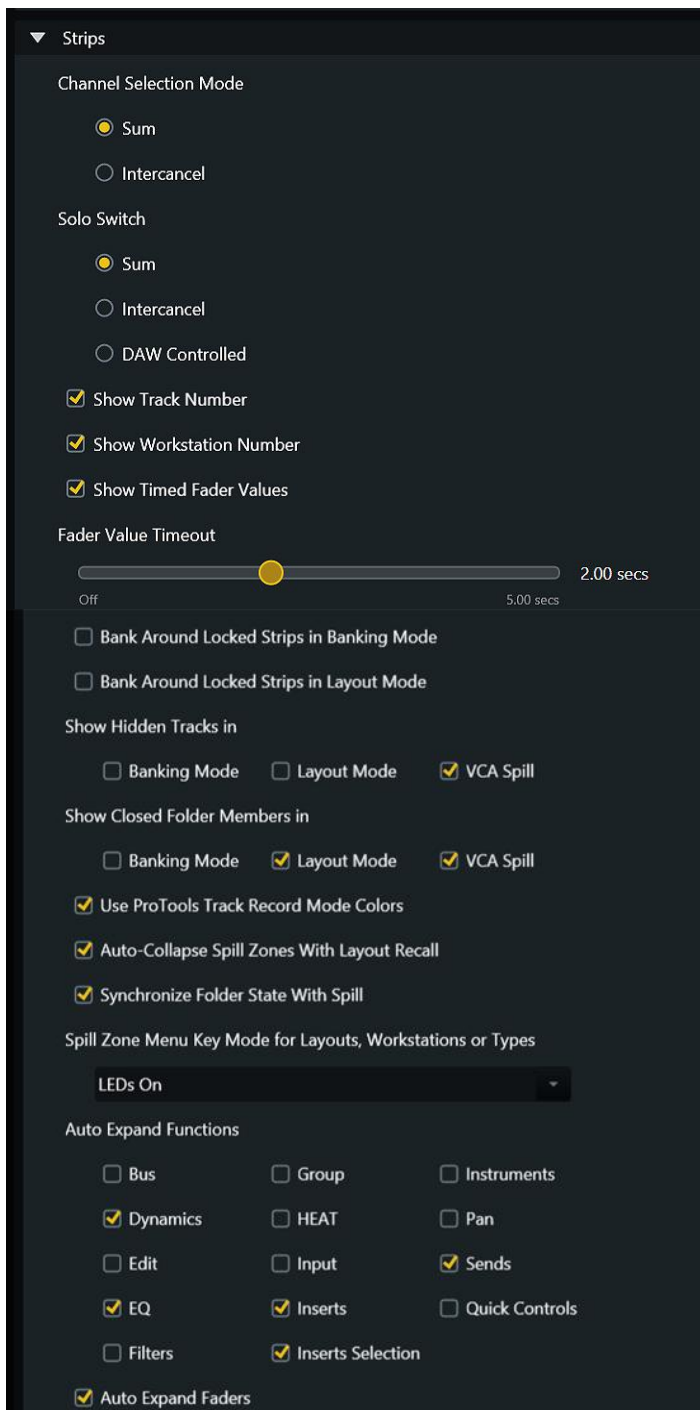 Strips
Channel Selection Mode
Sum
Intercancel
Solo Switch
Sum
Intercancel
DAW Controlled
Show Track Number
Show Workstation Number
Show Timed Fader Values
Fader Value Timeout
2.00 secs
Off 5.00 secs
Bank Around Locked Strips in Banking Mode
Bank Around Locked Strips in Layout Mode
Show Hidden Tracks in
Banking Mode Layout Mode VCA Spill
Show Closed Folder Members in
Banking Mode Layout Mode VCA Spill
Use ProTools Track Record Mode Colors
Auto-Collapse Spill Zones With Layout Recall
Synchronize Folder State With Spill
Spill Zone Menu Key Mode for Layouts, Workstations or Types
LEDs On
Auto Expand Functions
Bus Group Instruments
Dynamics HEAT Pan
Edit Input Sends
EQ Inserts Quick Controls
Filters Inserts Selection
Auto Expand Faders